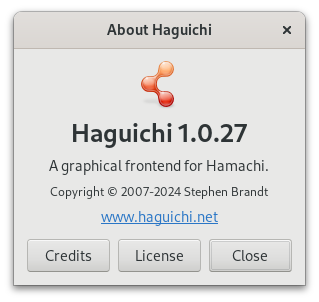 About Haguichi
Haguichi 1.0.27
A graphical frontend for Hamachi.
Copyright © 2007-2024 Stephen Brandt
www.haguichi.net
Credits License Close